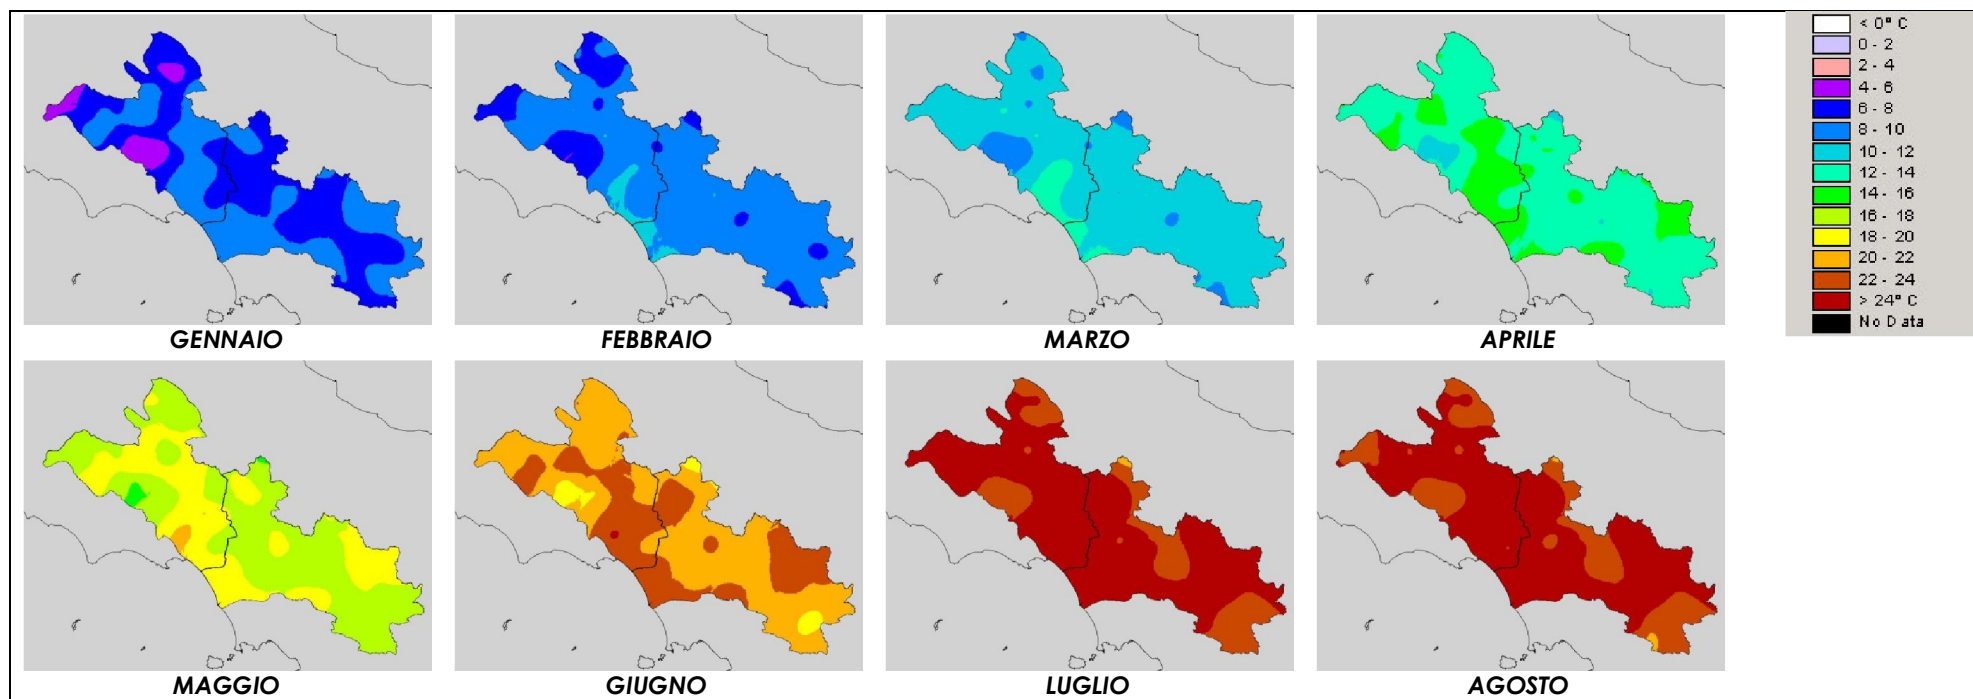 < 0° C
0 - 2
2 - 4
4 - 6
6 - 8
8 - 10
10 - 12
12 - 14
14 - 16
16 - 18
18 - 20
20 - 22
22 - 24
> 24° C
No Data
GENNAIO FEBBRAIO MARZO APRILE
MAGGIO GIUGNO LUGLIO AGOSTO